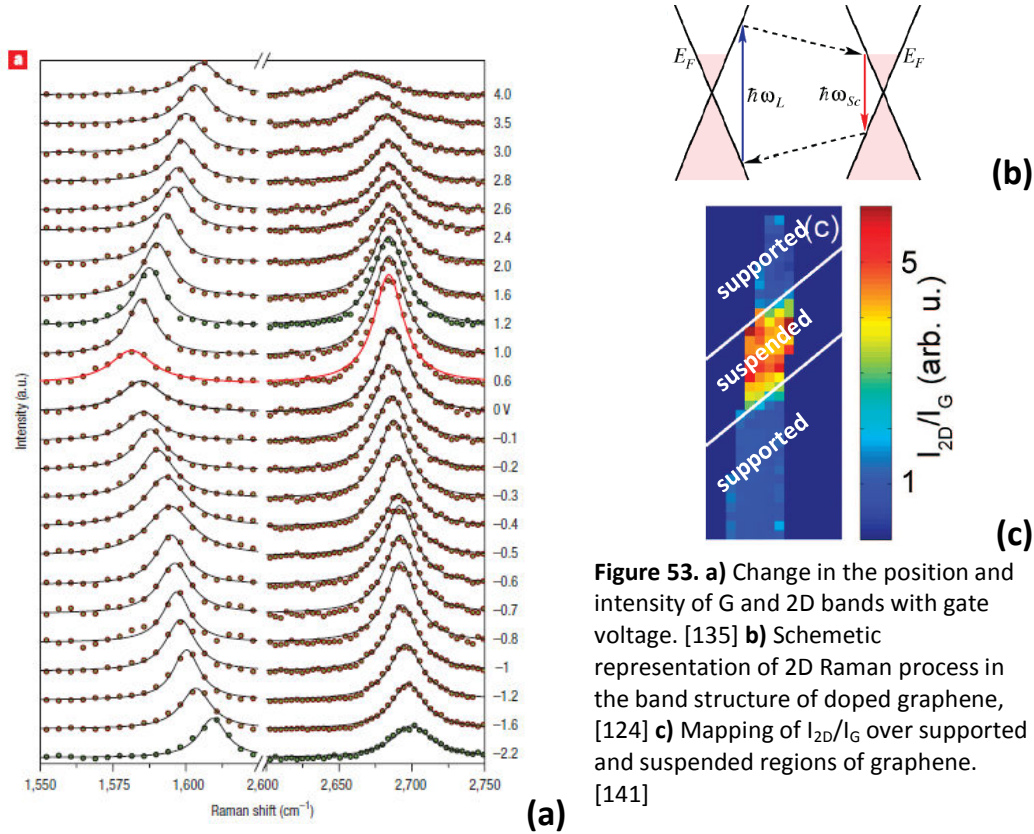 a
4.0
3.5
3.0
2.8
2.6
2.4
2.0
1.6
1.2
1.0
0.6
0 V
−0.1
−0.2
−0.3
−0.4
−0.5
−0.6
−0.7
−0.8
−1
−1.2
−1.6
−2.2
Intensity (a.u.)
1,550 1,575 1,600 2,600 2,650 2,700 2,750
Raman shift (cm⁻¹)
(a)
E_F ħω_L ħω_Sc E_F
(b)
(c)
supported
suspended
supported
5
1
I₂D/I_G (arb. u.)
(c)
Figure 53. a) Change in the position and
intensity of G and 2D bands with gate
voltage. [135] b) Schemetic
representation of 2D Raman process in
the band structure of doped graphene,
[124] c) Mapping of I₂D/I_G over supported
and suspended regions of graphene.
[141]